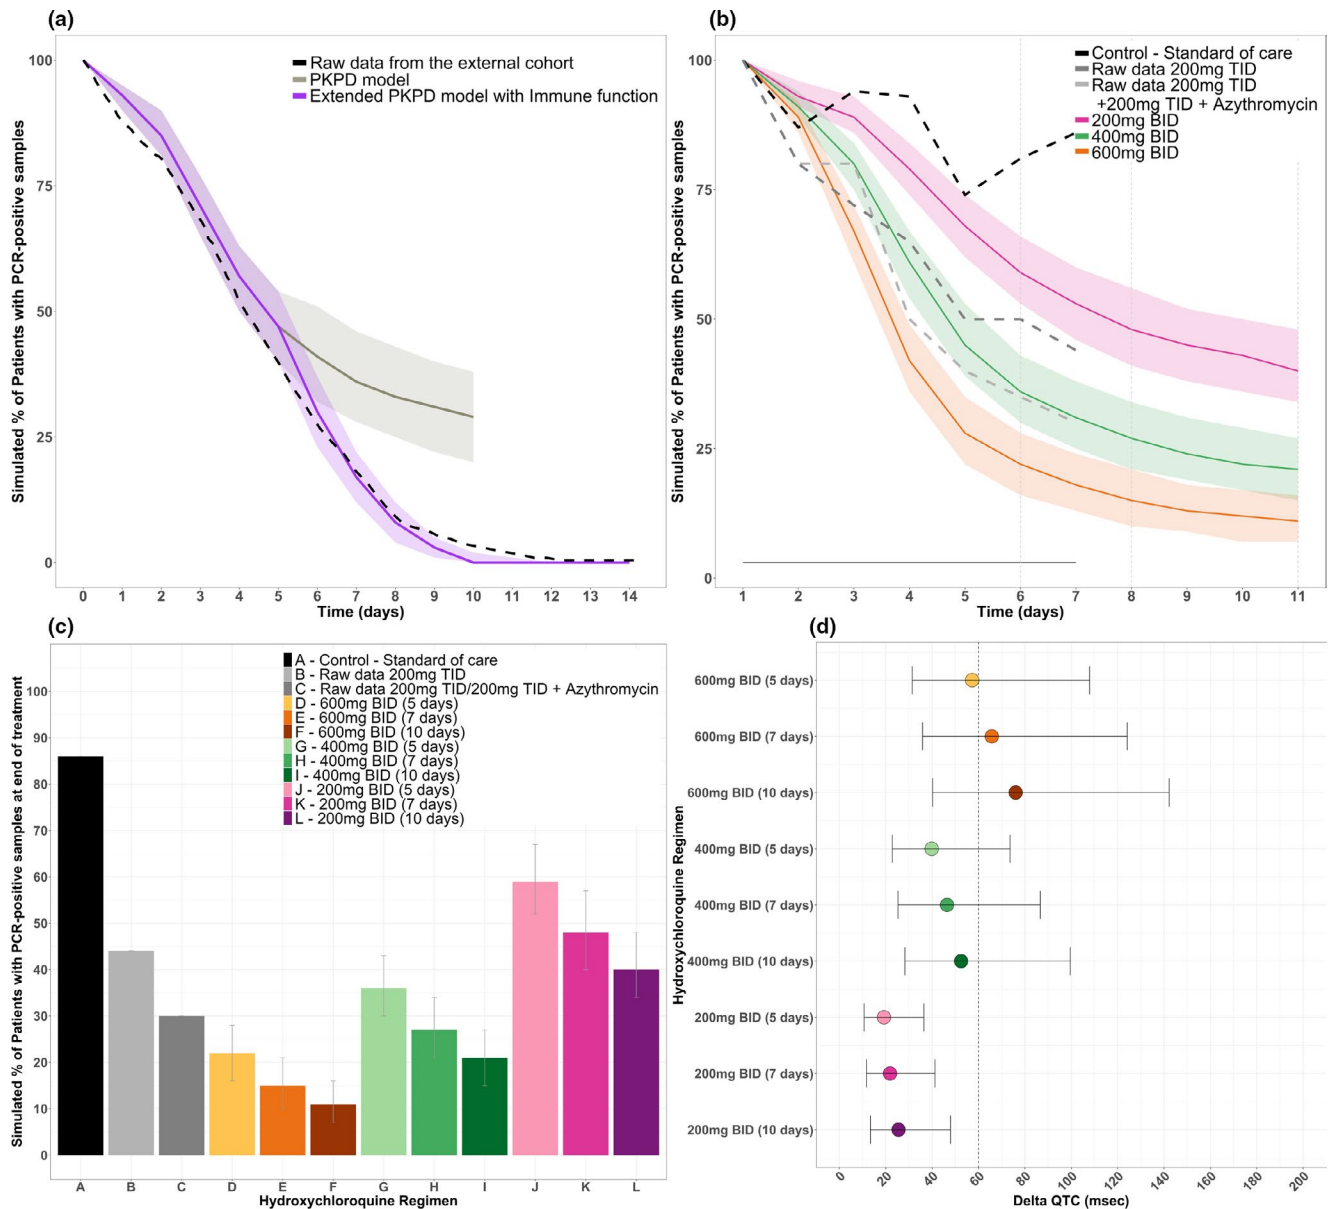 (a)
Raw data from the external cohort
PKPD model
Extended PKPD model with Immune function
Simulated % of Patients with PCR-positive samples
100
75
50
25
0
0 1 2 3 4 5 6 7 8 9 10 11 12 13 14
Time (days)
(b)
Control - Standard of care
Raw data 200mg TID
Raw data 200mg TID
+200mg TID + Azythromycin
200mg BID
400mg BID
600mg BID
Simulated % of Patients with PCR-positive samples
100
75
50
25
0
1 2 3 4 5 6 7 8 9 10 11
Time (days)
(c)
A - Control - Standard of care
B - Raw data 200mg TID
C - Raw data 200mg TID/200mg TID + Azythromycin
D - 600mg BID (5 days)
E - 600mg BID (7 days)
F - 600mg BID (10 days)
G - 400mg BID (5 days)
H - 400mg BID (7 days)
I - 400mg BID (10 days)
J - 200mg BID (5 days)
K - 200mg BID (7 days)
L - 200mg BID (10 days)
Simulated % of Patients with PCR-positive samples at end of treatment
100
90
80
70
60
50
40
30
20
10
0
A B C D E F G H I J K L
Hydroxychloroquine Regimen
(d)
Hydroxychloroquine Regimen
600mg BID (5 days)
600mg BID (7 days)
600mg BID (10 days)
400mg BID (5 days)
400mg BID (7 days)
400mg BID (10 days)
200mg BID (5 days)
200mg BID (7 days)
200mg BID (10 days)
0 20 40 60 80 100 120 140 160 180 200
Delta QTC (msec)